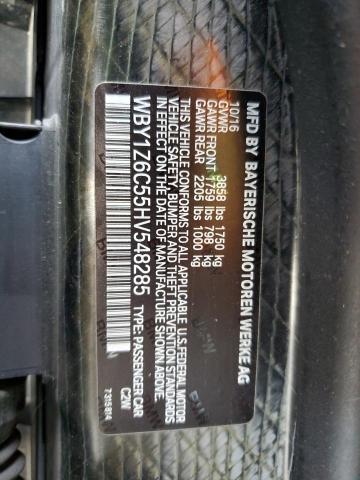 MFD BY BAYERISCHE MOTOREN WERKE AG
10/16
GVWR 3858 lbs 1750 kg
GAWR FRONT 1759 lbs 798 kg
GAWR REAR 2205 lbs 1000 kg
THIS VEHICLE CONFORMS TO ALL APPLICABLE U.S. FEDERAL MOTOR
VEHICLE SAFETY, BUMPER AND THEFT PREVENTION STANDARDS
IN EFFECT ON THE DATE OF MANUFACTURE SHOWN ABOVE.
WBY1Z6C55HV548285 TYPE: PASSENGER CAR
C2W